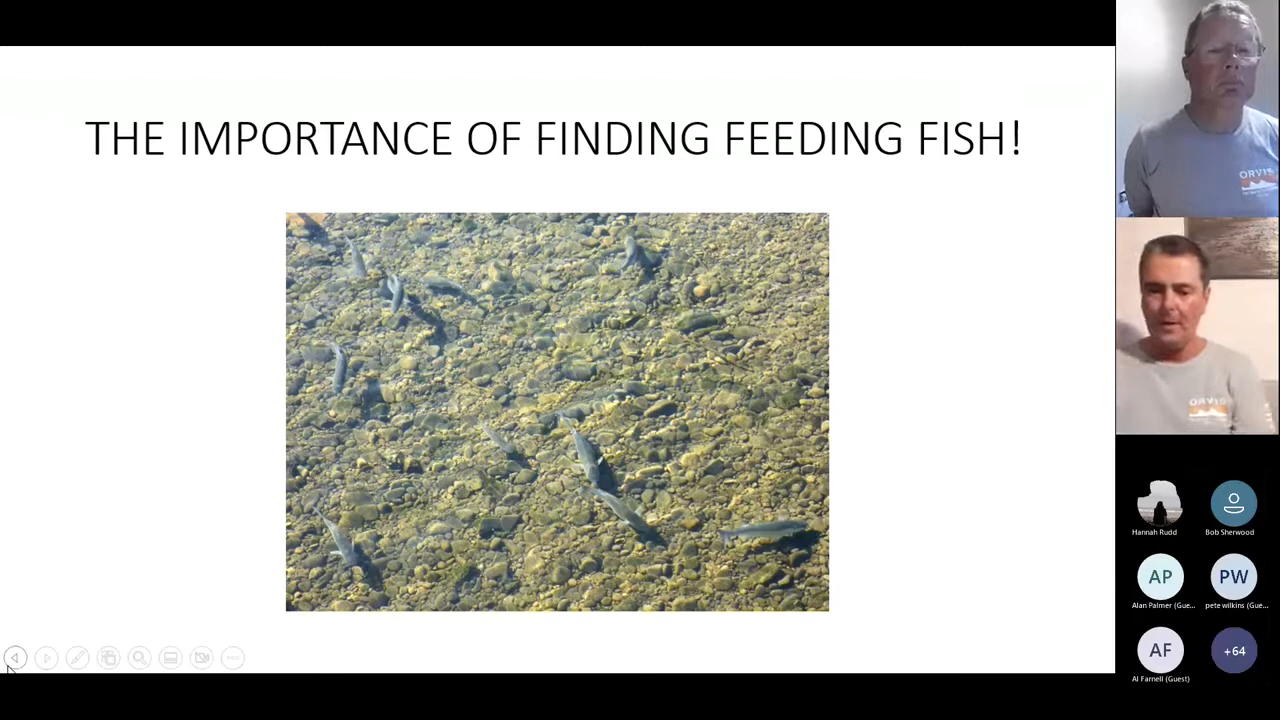 THE IMPORTANCE OF FINDING FEEDING FISH!
ORVIS
ORVIS
Hannah Rudd
Bob Sherwood
AP
PW
Alan Palmer (Gue...
pete wilkins (Gue...
AF
+64
Al Farnell (Guest)